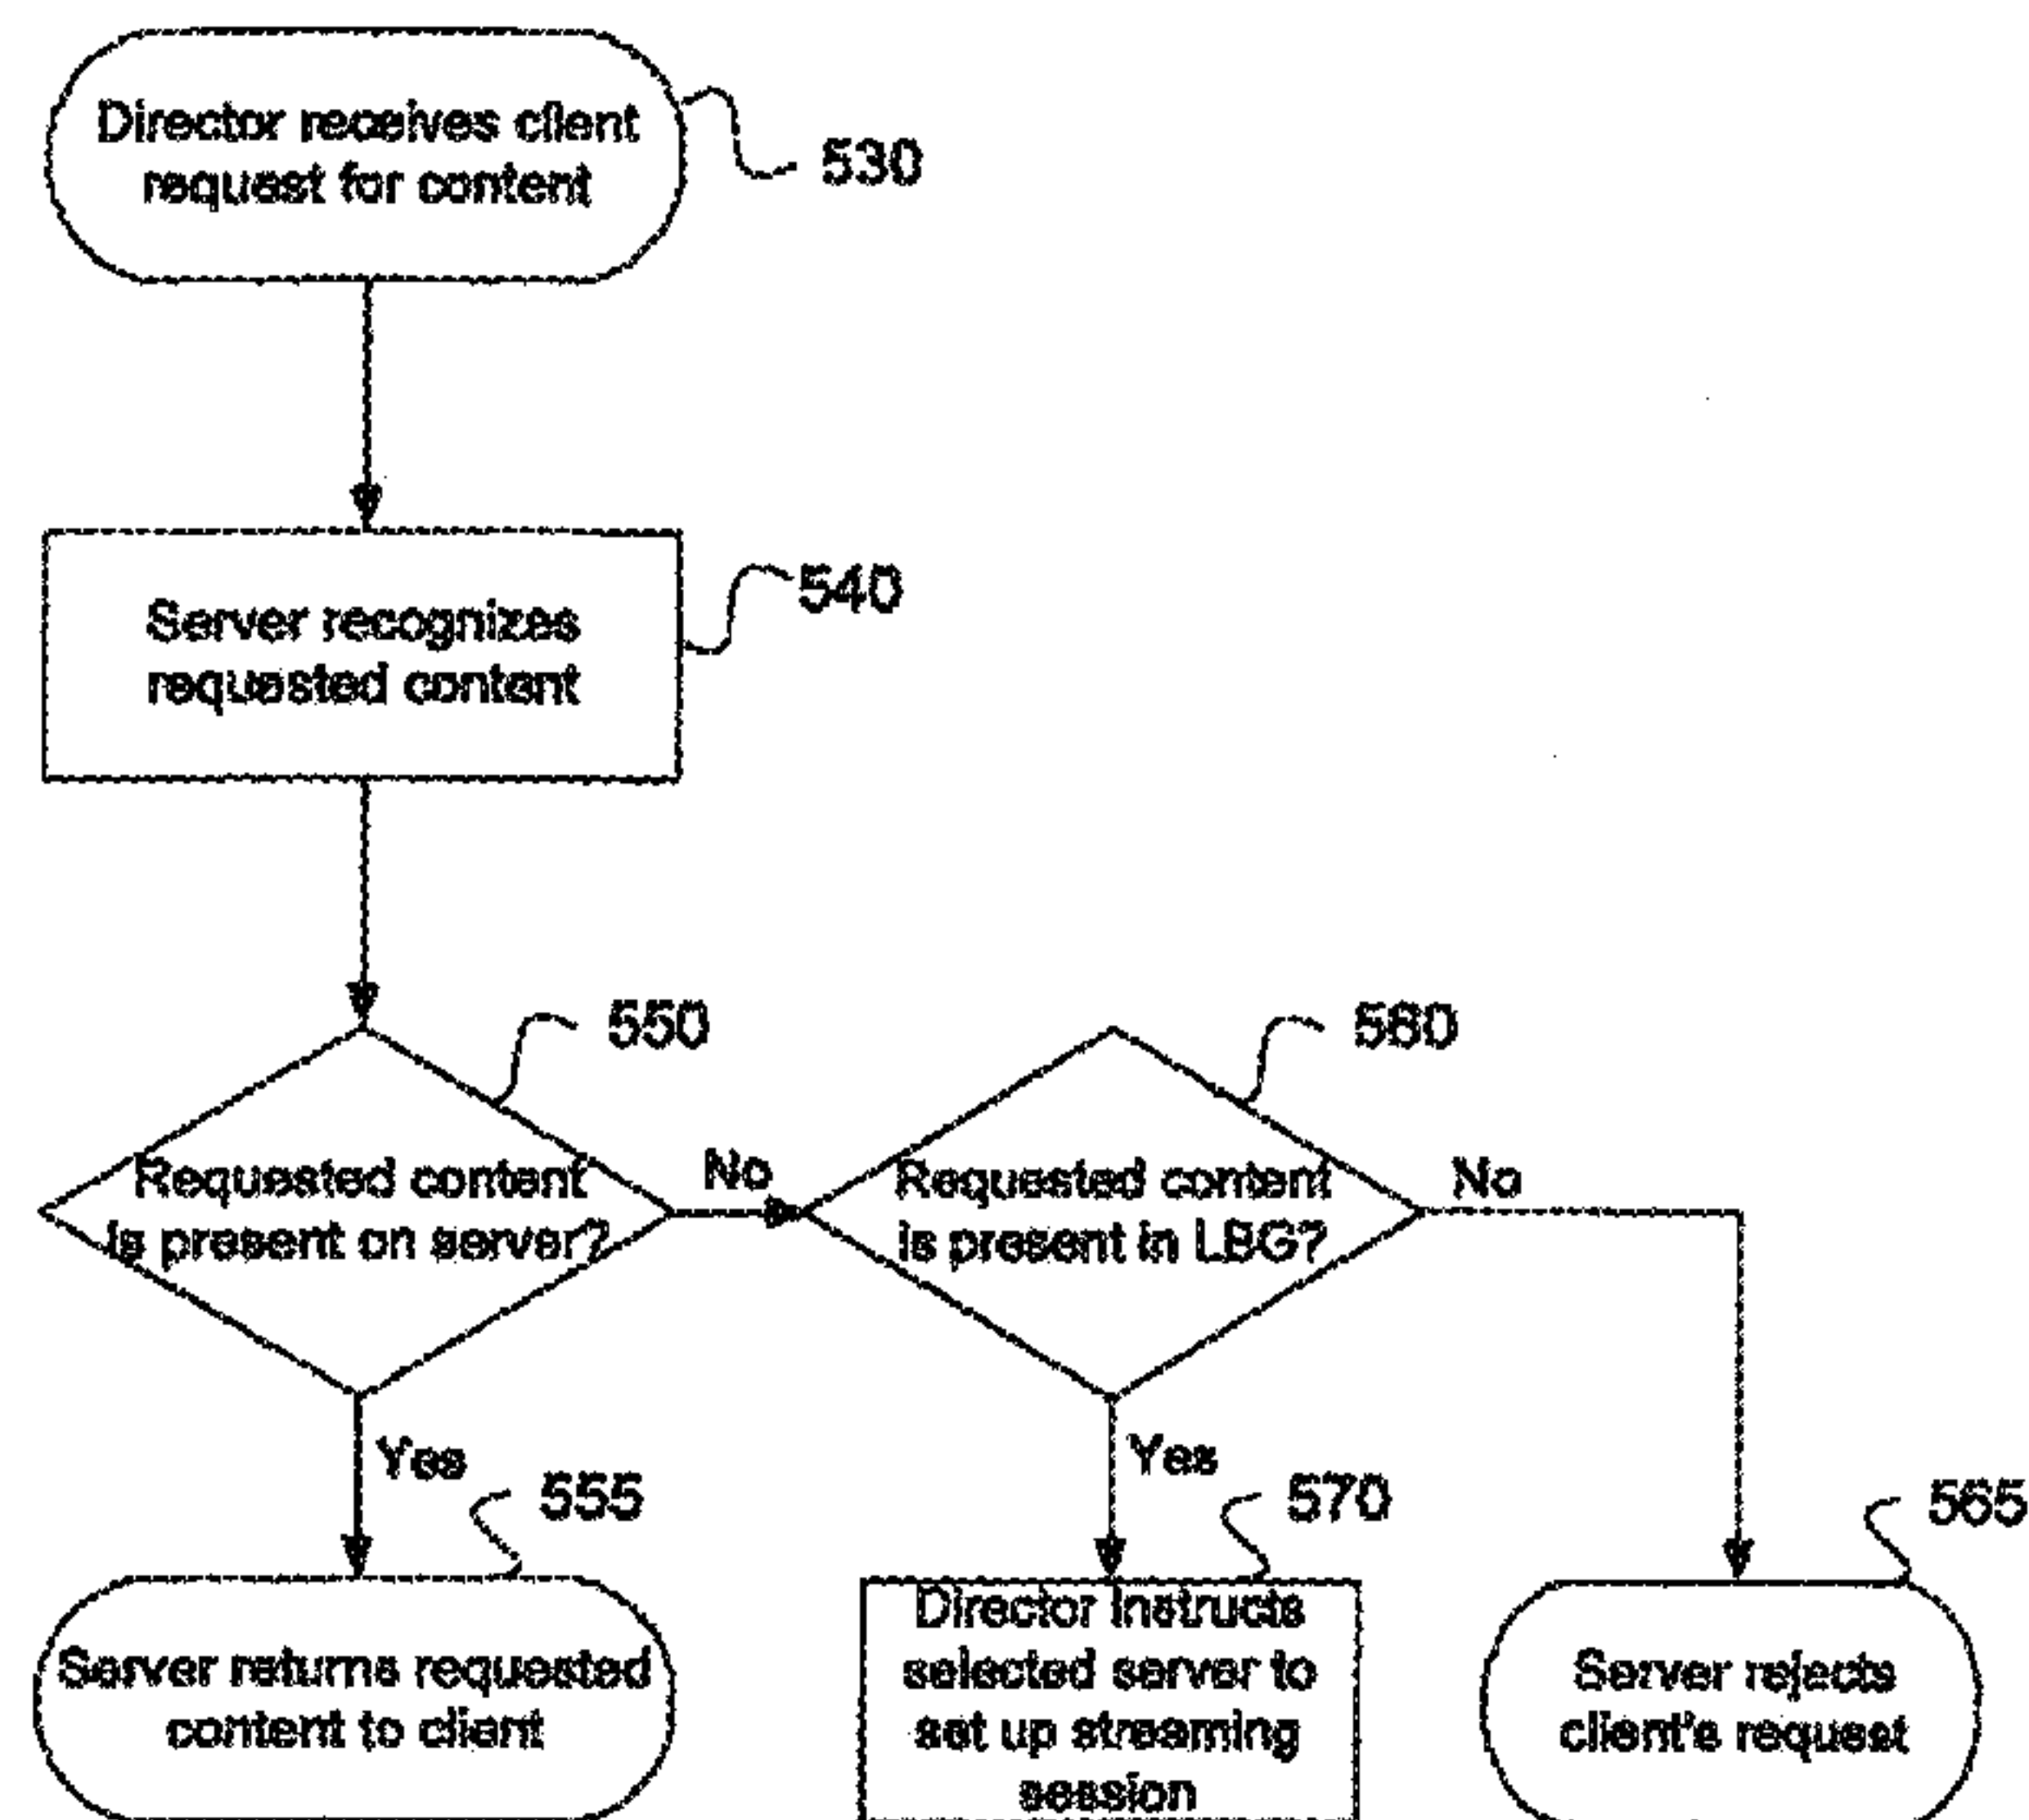 Director receives client
request for content
530
Server recognizes
requested content
540
550
560
Requested content
is present on server?
No
Requested content
is present in LBG?
No
Yes
555
Yes
570
565
Server returns requested
content to client
Director instructs
selected server to
set up streaming
session
Server rejects
client's request